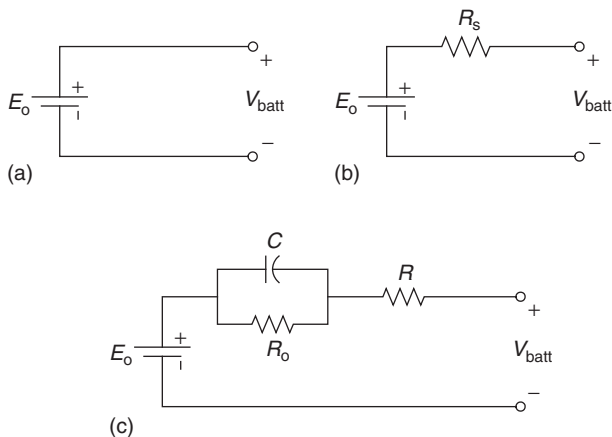 R_s
+ +
+ +
E_o V_batt E_o V_batt
− − − −
(a) (b)
C
R
+
+
R_o
E_o V_batt
−
−
(c)